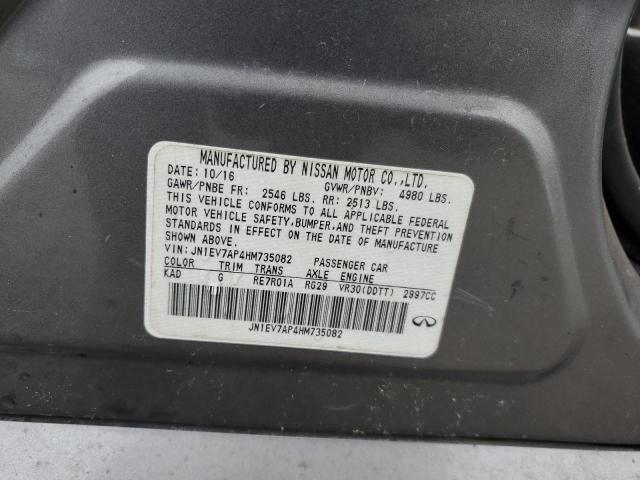 MANUFACTURED BY NISSAN MOTOR CO.,LTD.
DATE: 10/16 GVWR/PNBV: 4980 LBS.
GAWR/PNBE FR: 2546 LBS. RR: 2513 LBS.
THIS VEHICLE CONFORMS TO ALL APPLICABLE FEDERAL
MOTOR VEHICLE SAFETY,BUMPER,AND THEFT PREVENTION
STANDARDS IN EFFECT ON THE DATE OF MANUFACTURE
SHOWN ABOVE.
VIN: JN1EV7AP4HM735082 PASSENGER CAR
COLOR TRIM TRANS AXLE ENGINE
KAD G RE7R01A RG29 VR30(DDTT) 2997CC
JN1EV7AP4HM735082